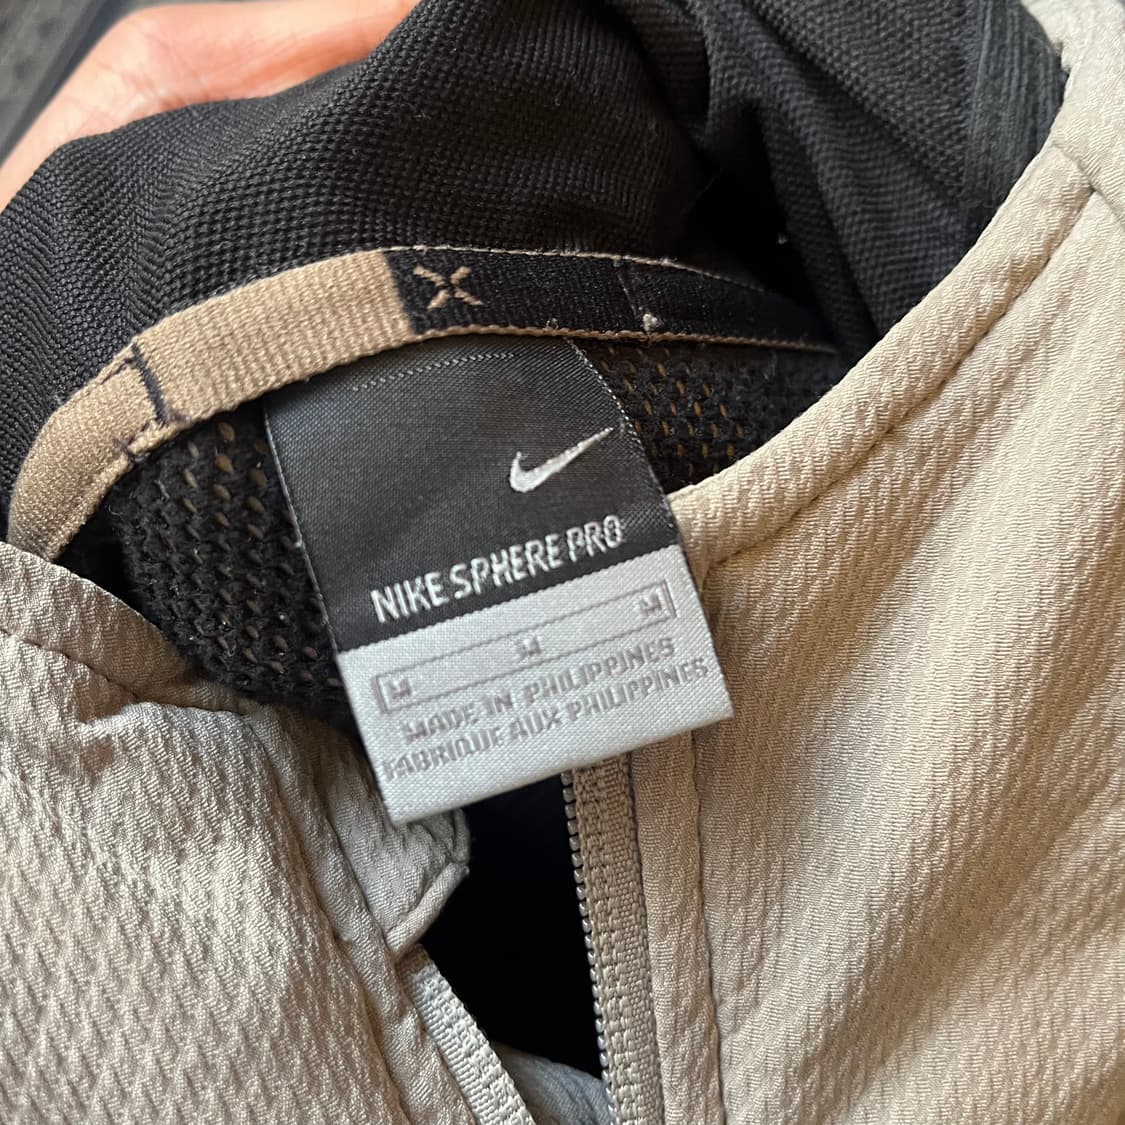 NIKE SPHERE PRO
M M M
MADE IN PHILIPPINES
FABRIQUE AUX PHILIPPINES